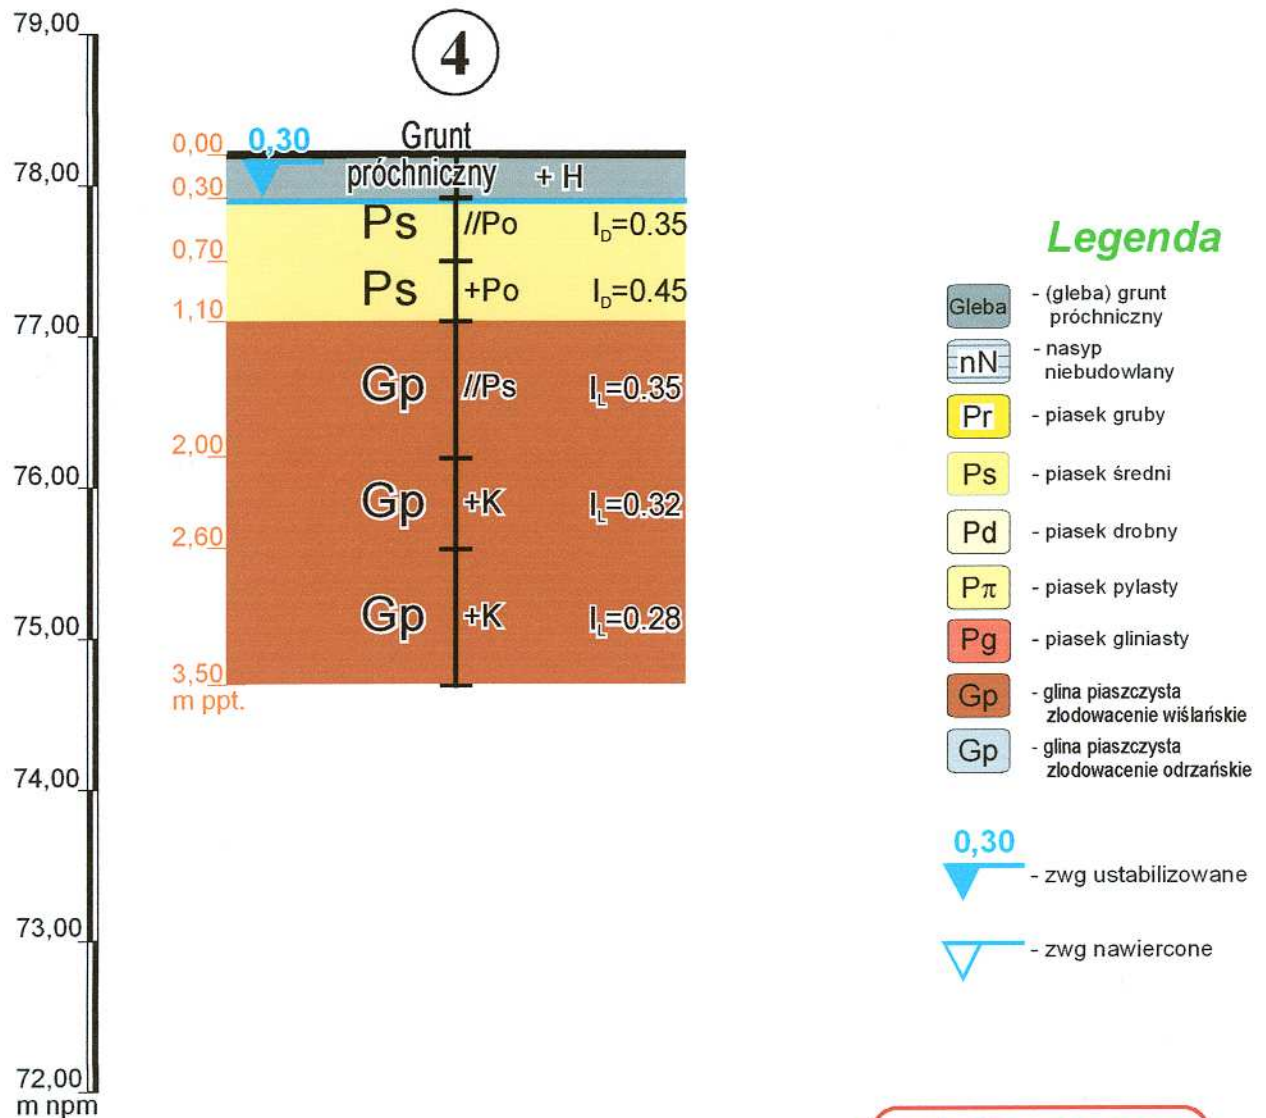 79,00
78,00
77,00
76,00
75,00
74,00
73,00
72,00
m npm
4
0,00
0,30
Grunt
próchniczny + H
0,30
Ps //Po I_D=0.35
0,70
Ps +Po I_D=0.45
1,10
Gp //Ps I_L=0.35
2,00
Gp +K I_L=0.32
2,60
Gp +K I_L=0.28
3,50
m ppt.
Legenda
Gleba - (gleba) grunt
próchniczny
nN - nasyp
niebudowlany
Pr - piasek gruby
Ps - piasek średni
Pd - piasek drobny
Pπ - piasek pylasty
Pg - piasek gliniasty
Gp - glina piaszczysta
zlodowacenie wiślańskie
Gp - glina piaszczysta
zlodowacenie odrzańskie
0,30
- zwg ustabilizowane
- zwg nawiercone